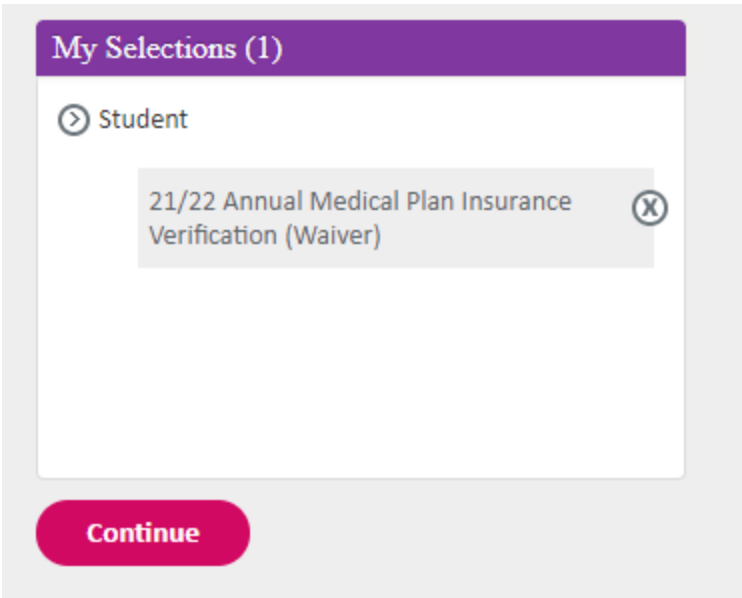 My Selections (1)
Student
21/22 Annual Medical Plan Insurance
Verification (Waiver)
X
Continue